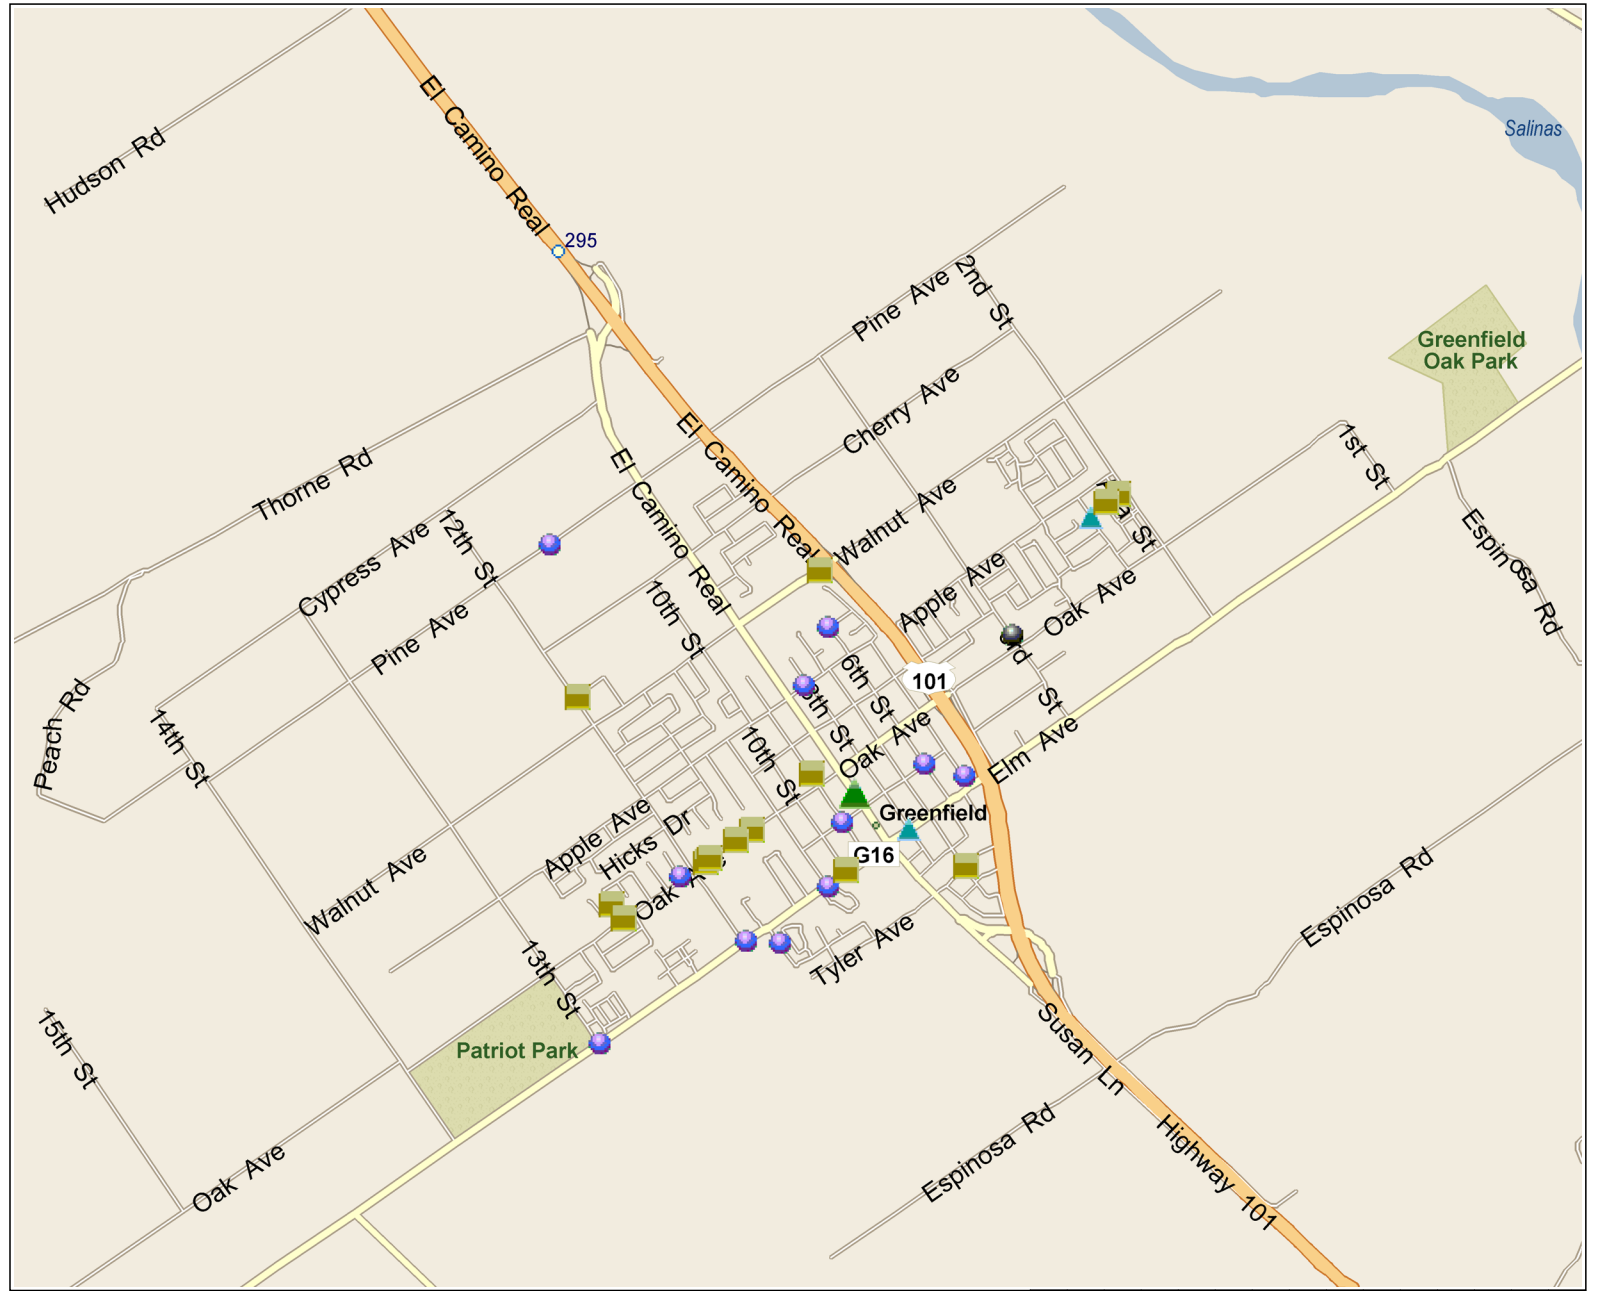 El Camino Real
Salinas
Hudson Rd
295
Pine Ave
2nd St
Greenfield
Oak Park
Cherry Ave
El Camino Real
1st St
Thorne Rd
El Camino Real
Walnut Ave
12th St
Cypress Ave
St
Espinosa Rd
10th St
Apple Ave
Oak Ave
Pine Ave
St
6th St
101
Peach Rd
14th St
8th St
Oak Ave
Elm Ave
10th St
Greenfield
Apple Ave
Hicks Dr
G16
Walnut Ave
Oak
Espinosa Rd
Tyler Ave
13th St
Patriot Park
15th St
Susan Ln
Espinosa Rd
Highway 101
Oak Ave